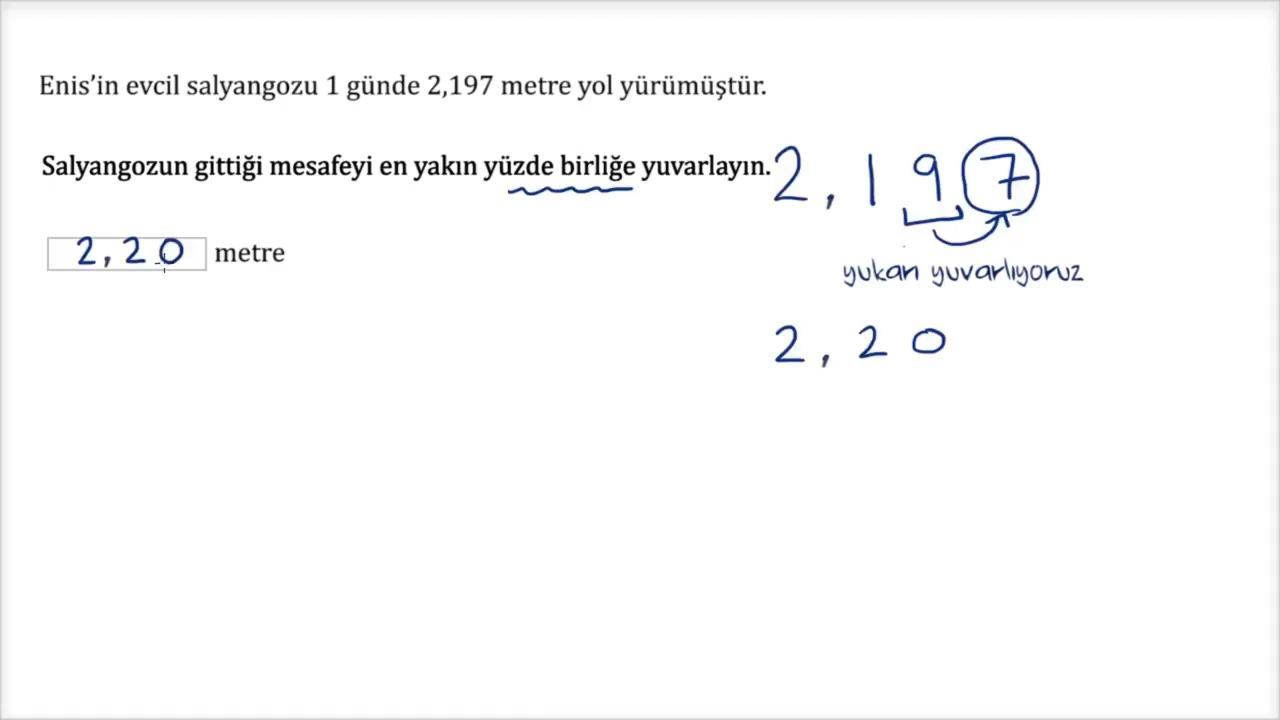 Enis'in evcil salyangozu 1 günde 2,197 metre yol yürümüştür.
Salyangozun gittiği mesafeyi en yakın yüzde birliğe yuvarlayın.
2,197
2,20 metre
yukarı yuvarlıyoruz
2,20